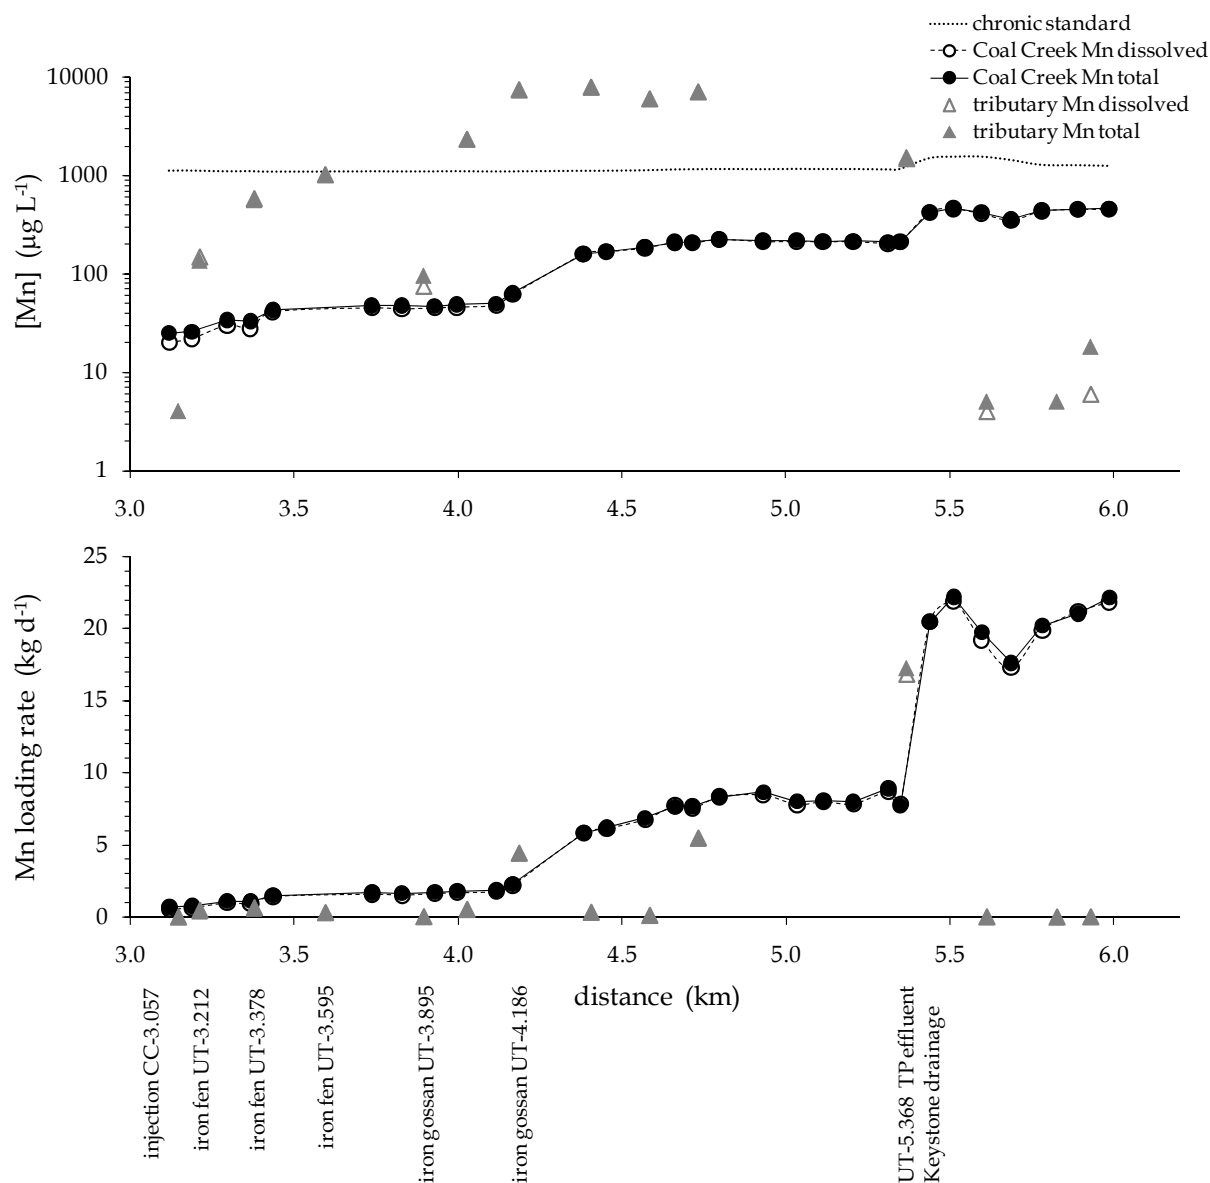 chronic standard
Coal Creek Mn dissolved
Coal Creek Mn total
tributary Mn dissolved
tributary Mn total
[Mn] (µg L⁻¹)
10000
1000
100
10
1
3.0 3.5 4.0 4.5 5.0 5.5 6.0
Mn loading rate (kg d⁻¹)
25
20
15
10
5
0
3.0 3.5 4.0 4.5 5.0 5.5 6.0
distance (km)
injection CC-3.057
iron fen UT-3.212
iron fen UT-3.378
iron fen UT-3.595
iron gossan UT-3.895
iron gossan UT-4.186
UT-5.368 TP effluent
Keystone drainage